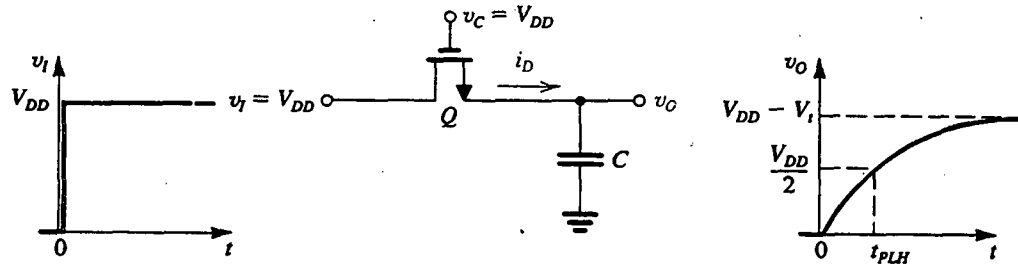 v_I
V_DD
0
t
v_C = V_DD
v_I = V_DD
Q
i_D
v_O
C
v_O
V_DD − V_t
V_DD/2
0
t_PLH
t